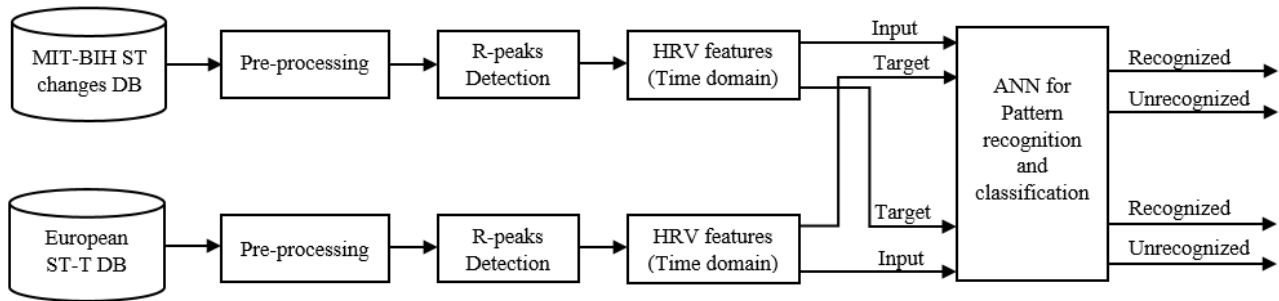 MIT-BIH ST
changes DB
Pre-processing
R-peaks
Detection
HRV features
(Time domain)
Input
Target
ANN for
Pattern
recognition
and
classification
Recognized
Unrecognized
European
ST-T DB
Pre-processing
R-peaks
Detection
HRV features
(Time domain)
Target
Input
Recognized
Unrecognized